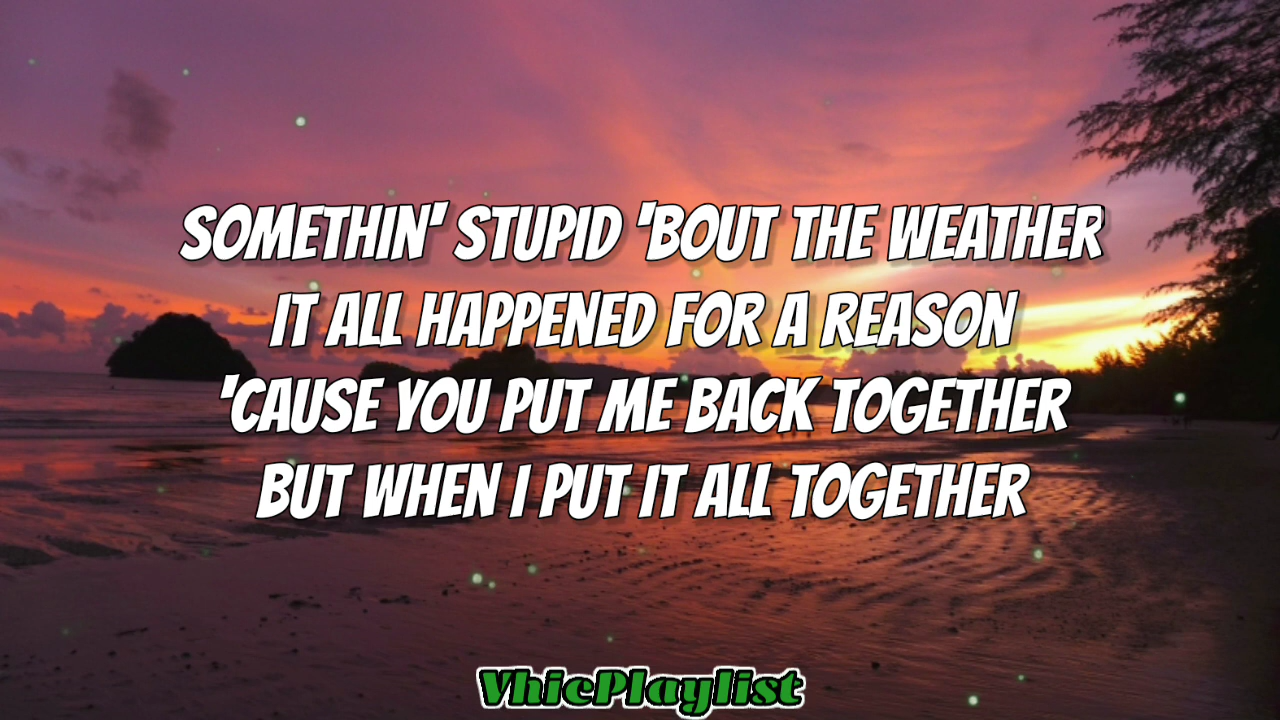 SOMETHIN' STUPID 'BOUT THE WEATHER
IT ALL HAPPENED FOR A REASON
'CAUSE YOU PUT ME BACK TOGETHER
BUT WHEN I PUT IT ALL TOGETHER
VhicPlaylist